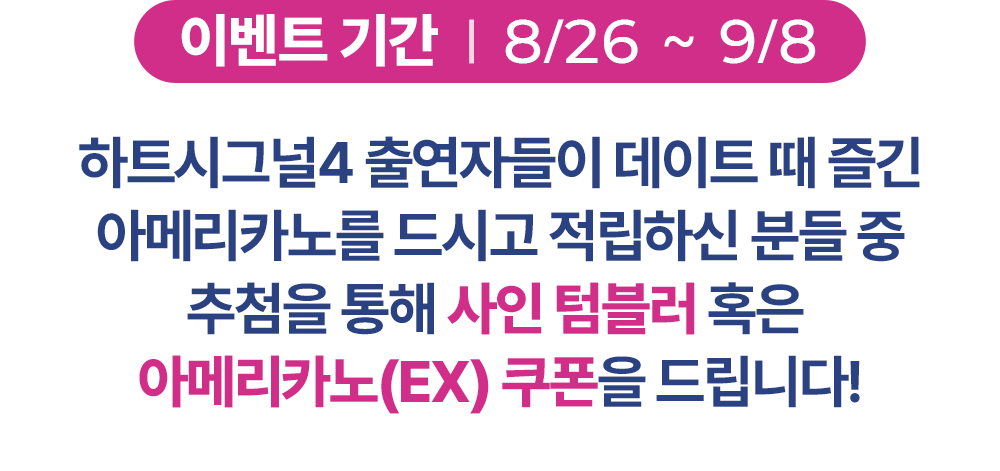 이벤트 기간 | 8/26 ~ 9/8
하트시그널4 출연자들이 데이트 때 즐긴
아메리카노를 드시고 적립하신 분들 중
추첨을 통해 사인 텀블러 혹은
아메리카노(EX) 쿠폰을 드립니다!